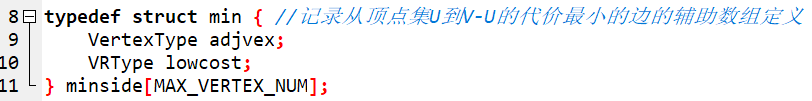 8 typedef struct min { //记录从顶点集U到V-U的代价最小的边的辅助数组定义
9 VertexType adjvex;
10 VRType lowcost;
11 } minside[MAX_VERTEX_NUM];